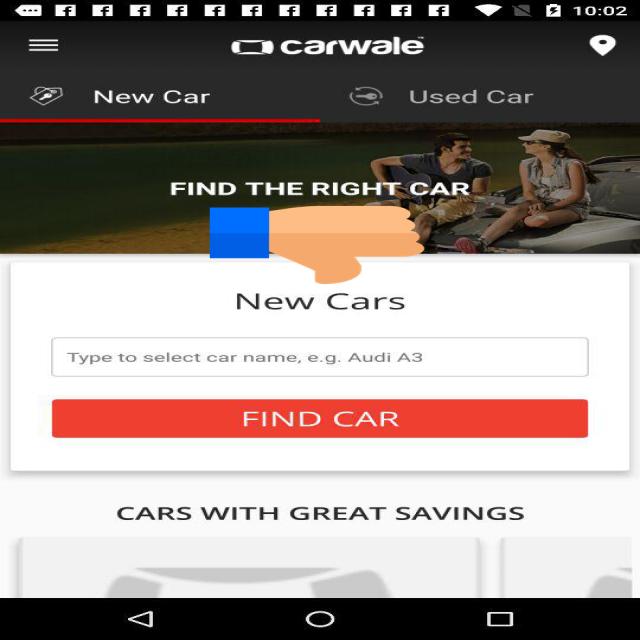 10:02
carwale
New Car
Used Car
FIND THE RIGHT CAR
New Cars
Type to select car name, e.g. Audi A3
FIND CAR
CARS WITH GREAT SAVINGS